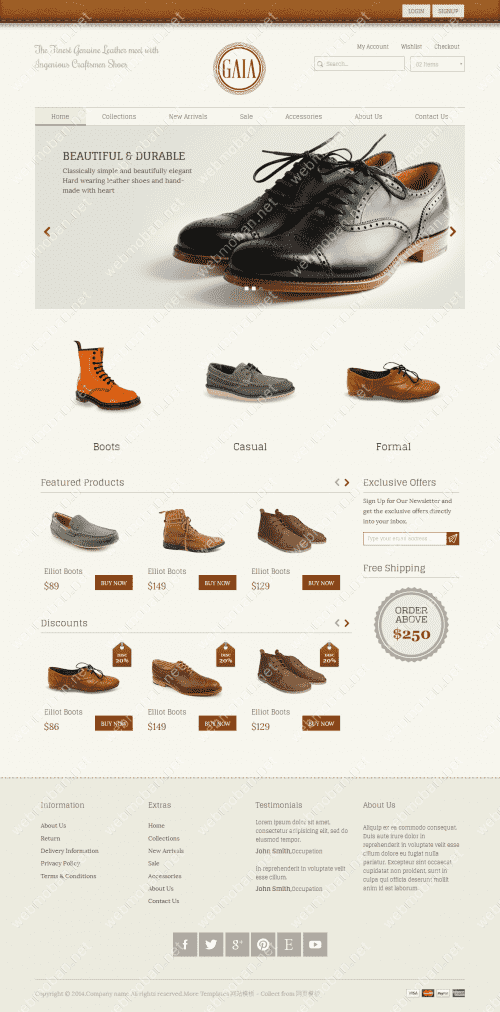 LOGIN SIGNUP
The Finest Genuine Leather meet with
Ingenious Craftsmen Shoes
GAIA
My Account Wishlist Checkout
Search...
Home Collections New Arrivals Sale Accessories About Us Contact Us
BEAUTIFUL & DURABLE
Classically simple and beautifully elegant
Hard wearing leather shoes and hand-
made with heart
Boots Casual Formal
Featured Products
Elliot Boots Elliot Boots Elliot Boots
$89 BUY NOW $149 BUY NOW $129 BUY NOW
Exclusive Offers
Sign Up for Our Newsletter and
get the exclusive offers directly
into your inbox.
Type your email address
Free Shipping
ORDER
ABOVE
$250
Discounts
DISC DISC DISC
20% 20% 20%
Elliot Boots Elliot Boots Elliot Boots
$86 BUY NOW $149 BUY NOW $129 BUY NOW
Information
About Us
Return
Delivery Information
Privacy Policy
Terms & Conditions
Extras
Home
Collections
New Arrivals
Sale
Accessories
About Us
Contact Us
Testimonials
Lorem ipsum dolor sit amet,
consectetur adipisicing elit, sed do
eiusmod tempor.
John Smith,Occupation
In reprehenderit in voluptate velit
esse cillum.
John Smith,Occupation
About Us
Aliquip ex ea commodo consequat.
Duis aute irure dolor in
reprehenderit in voluptate velit esse
cillum dolore eu fugiat nulla
pariatur. Excepteur sint occaecat
cupidatat non proident, sunt in
culpa qui officia deserunt mollit
anim id est laborum.
Copyright © 2014.Company name All rights reserved.More Templates - Collect from
webmoban.net